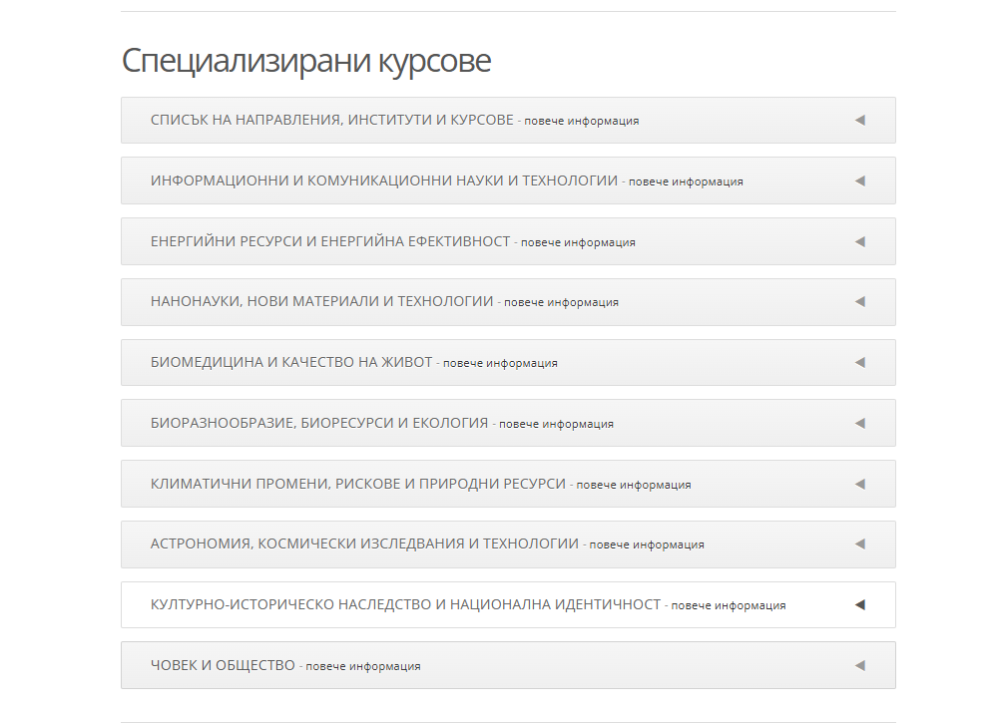 Специализирани курсове
СПИСЪК НА НАПРАВЛЕНИЯ, ИНСТИТУТИ И КУРСОВЕ - повече информация
ИНФОРМАЦИОННИ И КОМУНИКАЦИОННИ НАУКИ И ТЕХНОЛОГИИ - повече информация
ЕНЕРГИЙНИ РЕСУРСИ И ЕНЕРГИЙНА ЕФЕКТИВНОСТ - повече информация
НАНОНАУКИ, НОВИ МАТЕРИАЛИ И ТЕХНОЛОГИИ - повече информация
БИОМЕДИЦИНА И КАЧЕСТВО НА ЖИВОТ - повече информация
БИОРАЗНООБРАЗИЕ, БИОРЕСУРСИ И ЕКОЛОГИЯ - повече информация
КЛИМАТИЧНИ ПРОМЕНИ, РИСКОВЕ И ПРИРОДНИ РЕСУРСИ - повече информация
АСТРОНОМИЯ, КОСМИЧЕСКИ ИЗСЛЕДВАНИЯ И ТЕХНОЛОГИИ - повече информация
КУЛТУРНО-ИСТОРИЧЕСКО НАСЛЕДСТВО И НАЦИОНАЛНА ИДЕНТИЧНОСТ - повече информация
ЧОВЕК И ОБЩЕСТВО - повече информация